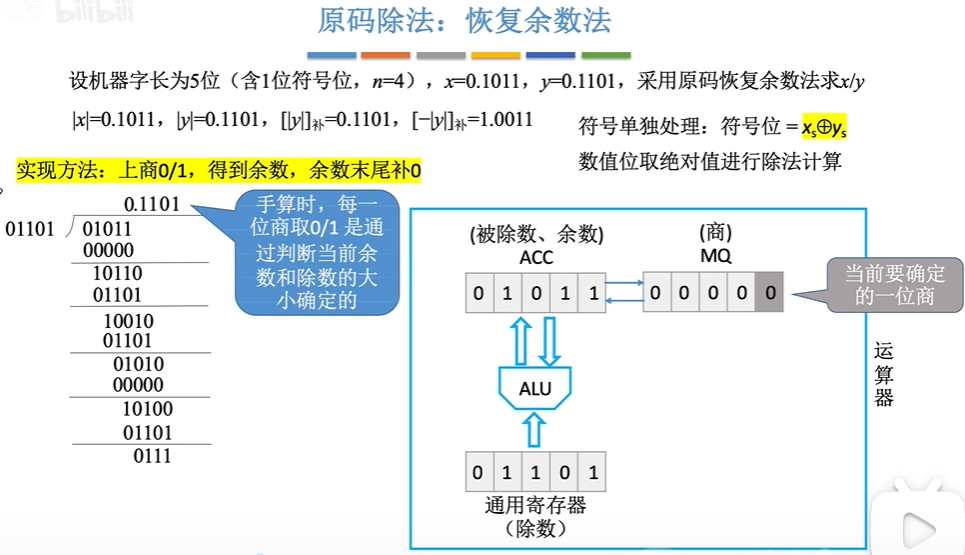 bilibili
原码除法：恢复余数法
设机器字长为5位（含1位符号位，n=4），x=0.1011，y=0.1101，采用原码恢复余数法求x/y
|x|=0.1011，|y|=0.1101，[|y|]补=0.1101，[−|y|]补=1.0011
符号单独处理：符号位＝xs⊕ys
数值位取绝对值进行除法计算
实现方法：上商0/1，得到余数，余数末尾补0
0.1101
01101
01011
00000
10110
01101
10010
01101
01010
00000
10100
01101
0111
手算时，每一
位商取0/1 是通
过判断当前余
数和除数的大
小确定的
(被除数、余数)
ACC
0 1 0 1 1
(商)
MQ
0 0 0 0 0
当前要确定
的一位商
ALU
0 1 1 0 1
通用寄存器
（除数）
运
算
器